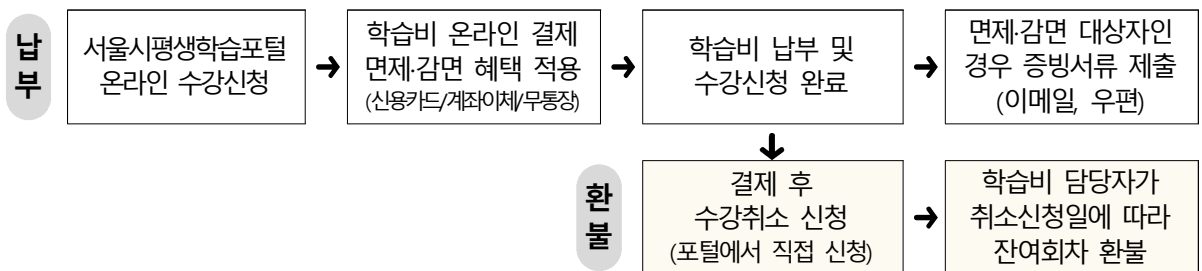 납
부
서울시평생학습포털
온라인 수강신청
학습비 온라인 결제
면제·감면 혜택 적용
(신용카드/계좌이체/무통장)
학습비 납부 및
수강신청 완료
면제·감면 대상자인
경우 증빙서류 제출
(이메일, 우편)
환
불
결제 후
수강취소 신청
(포털에서 직접 신청)
학습비 담당자가
취소신청일에 따라
잔여회차 환불